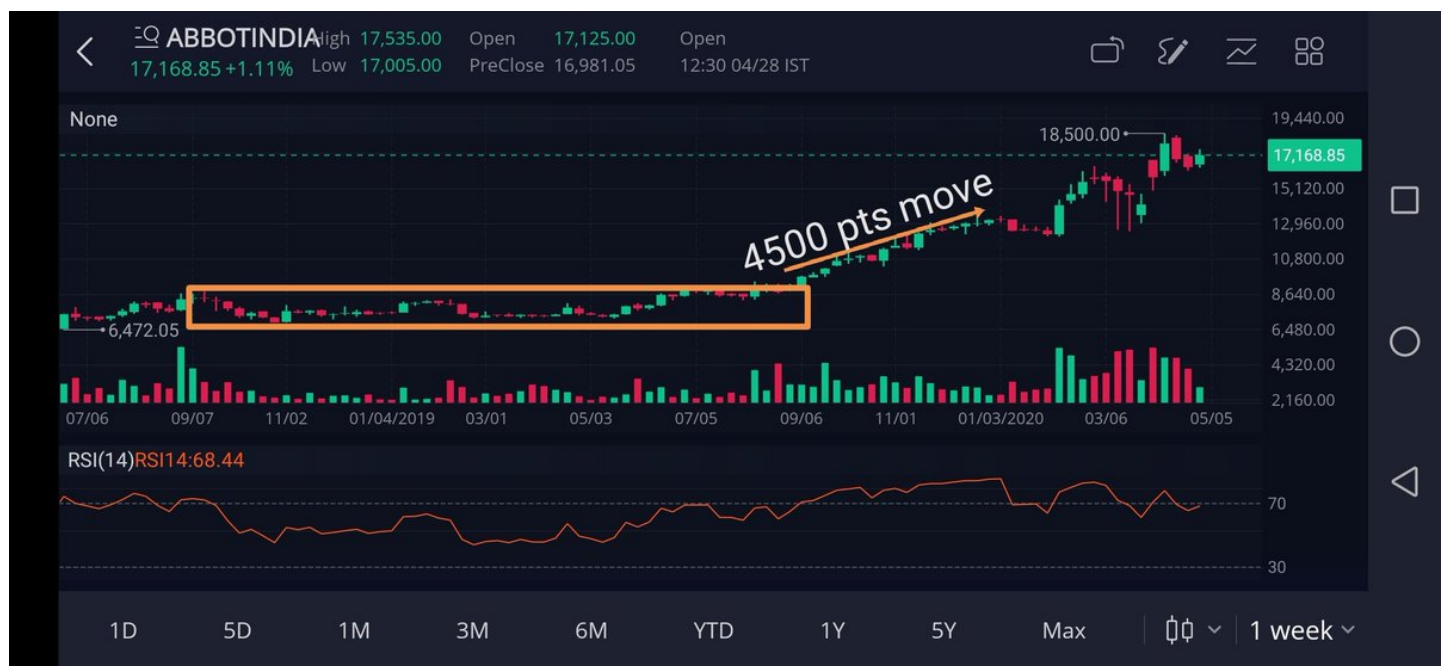 ABBOTINDIA High 17,535.00 Open 17,125.00 Open
17,168.85 +1.11% Low 17,005.00 PreClose 16,981.05 12:30 04/28 IST
None
19,440.00
18,500.00
17,168.85
15,120.00
4500 pts move
12,960.00
10,800.00
8,640.00
6,472.05
6,480.00
4,320.00
2,160.00
07/06 09/07 11/02 01/04/2019 03/01 05/03 07/05 09/06 11/01 01/03/2020 03/06 05/05
RSI(14)RSI14:68.44
70
30
1D 5D 1M 3M 6M YTD 1Y 5Y Max 1 week